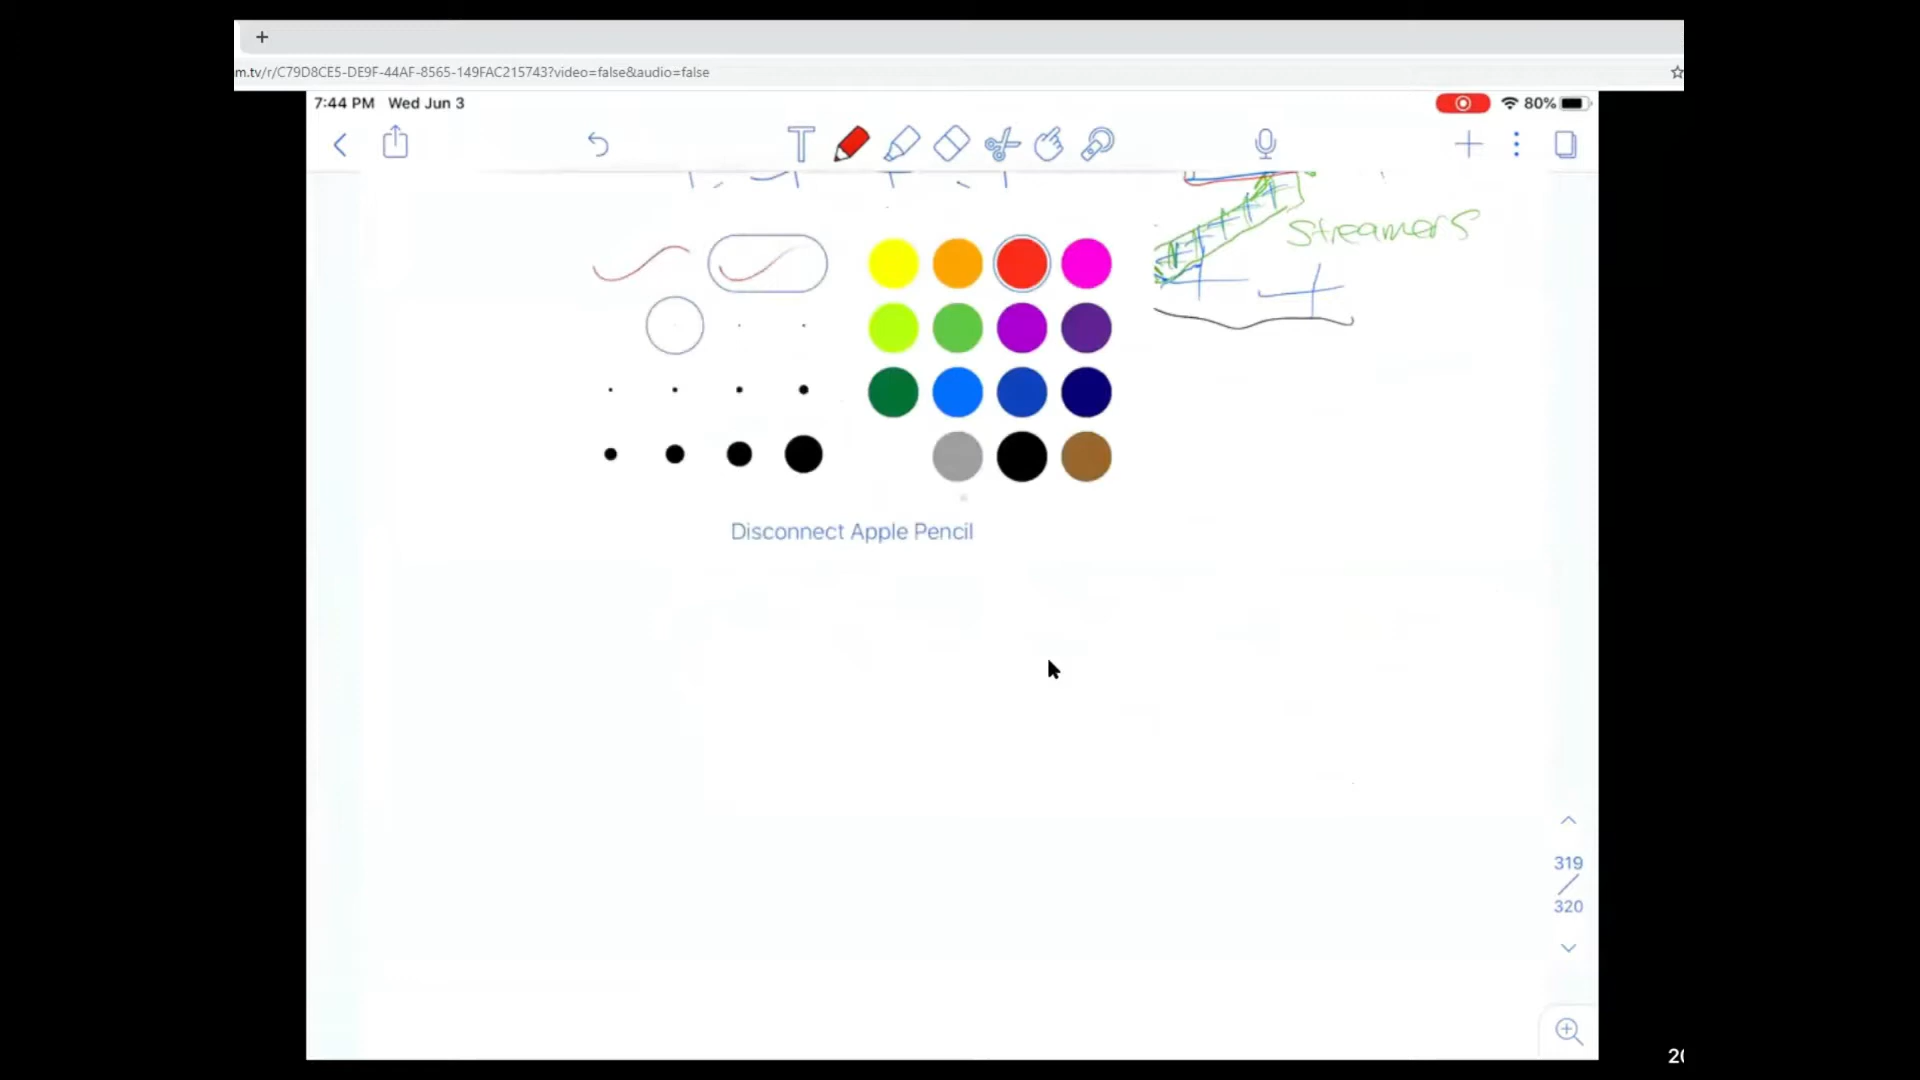 m.tv/r/C79D8CE5-DE9F-44AF-8565-149FAC215743?video=false&audio=false
7:44 PM Wed Jun 3
80%
Streamers
Disconnect Apple Pencil
319
320